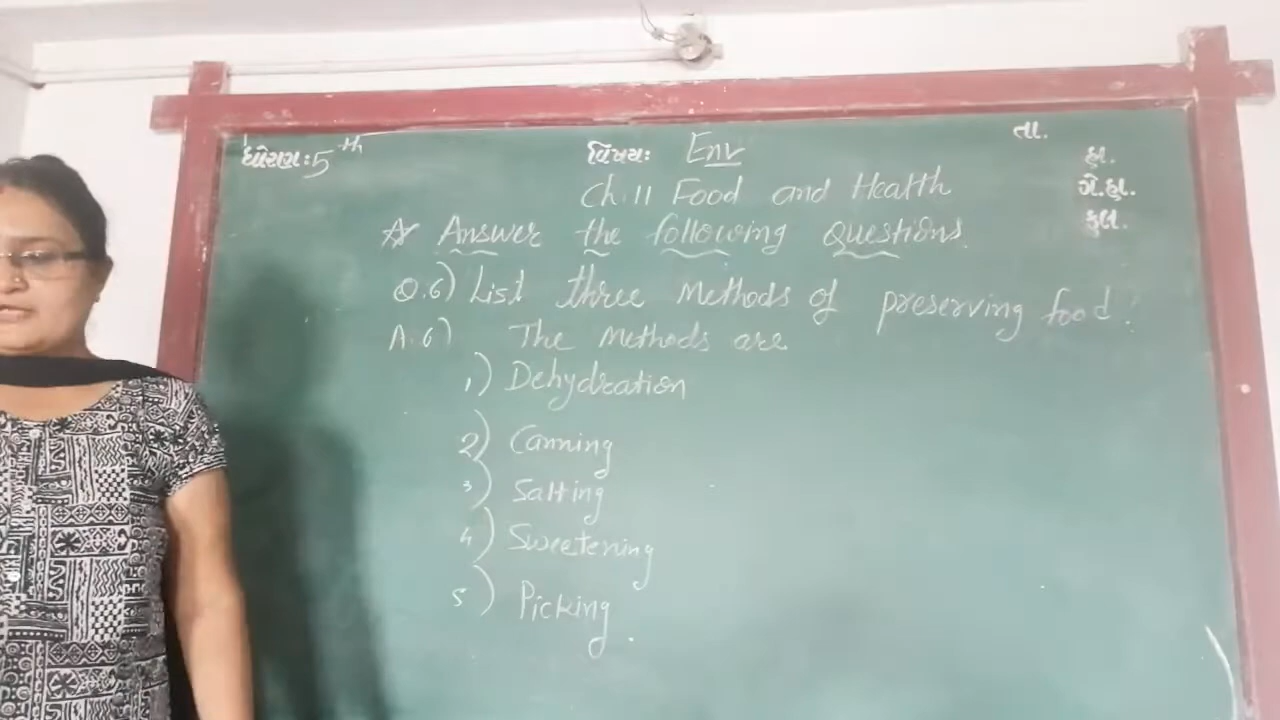 ધોરણ: 5th વિષય: Env તા.
હા.
Ch. 11 Food and Health ગે.હા.
☆ Answer the following Questions. કુલ.
Q.6) List three Methods of preserving food?
A.6) The Methods are
1) Dehydration
2) Canning
3) Salting
4) Sweetening
5) Picking.